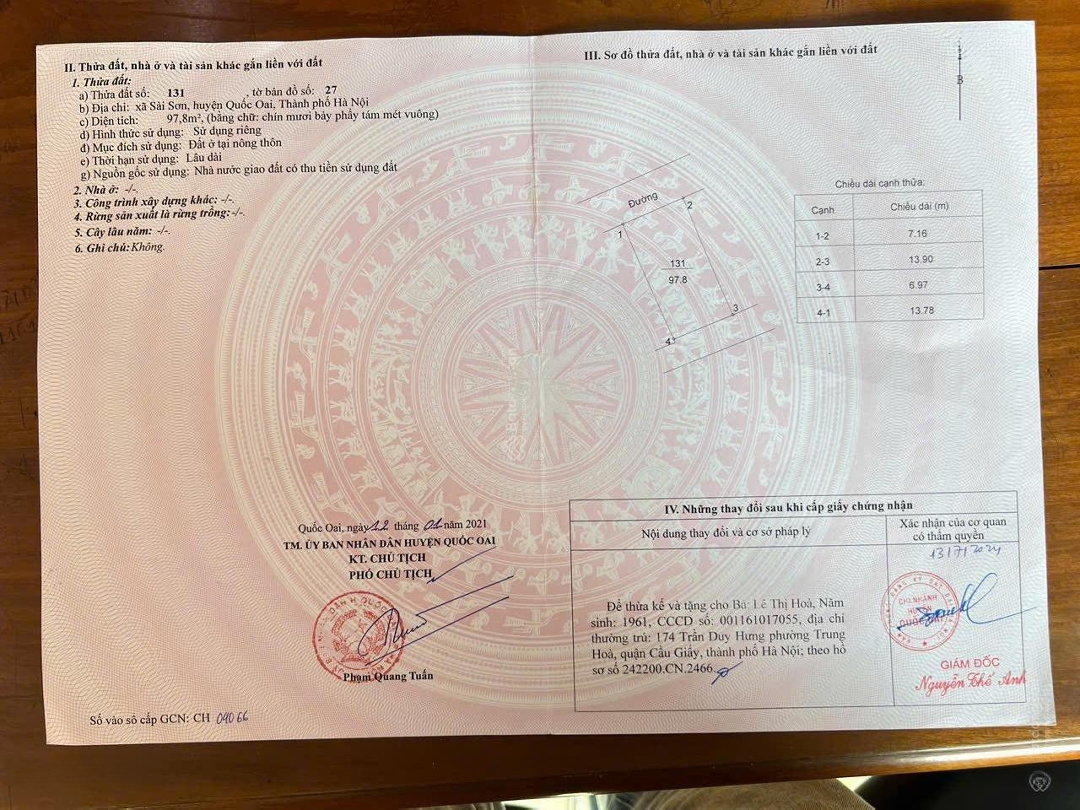 II. Thửa đất, nhà ở và tài sản khác gắn liền với đất
1. Thửa đất:
a) Thửa đất số: 131 , tờ bản đồ số: 27
b) Địa chỉ: xã Sài Sơn, huyện Quốc Oai, Thành phố Hà Nội
c) Diện tích: 97,8m², (bằng chữ: chín mươi bảy phẩy tám mét vuông)
d) Hình thức sử dụng: Sử dụng riêng
đ) Mục đích sử dụng: Đất ở tại nông thôn
e) Thời hạn sử dụng: Lâu dài
g) Nguồn gốc sử dụng: Nhà nước giao đất có thu tiền sử dụng đất
2. Nhà ở: -/-.
3. Công trình xây dựng khác: -/-.
4. Rừng sản xuất là rừng trồng:-/-.
5. Cây lâu năm: -/-.
6. Ghi chú:Không.
Quốc Oai, ngày 12 tháng 01 năm 2021
TM. ỦY BAN NHÂN DÂN HUYỆN QUỐC OAI
KT. CHỦ TỊCH
PHÓ CHỦ TỊCH
Phạm Quang Tuấn
Số vào sổ cấp GCN: CH 04066
III. Sơ đồ thửa đất, nhà ở và tài sản khác gắn liền với đất
B
Đường
1
2
131
97.8
3
4
Chiều dài cạnh thửa:
Cạnh Chiều dài (m)
1-2 7.16
2-3 13.90
3-4 6.97
4-1 13.78
IV. Những thay đổi sau khi cấp giấy chứng nhận
Nội dung thay đổi và cơ sở pháp lý
Xác nhận của cơ quan
có thẩm quyền
Để thừa kế và tặng cho Bà: Lê Thị Hoà, Năm
sinh: 1961, CCCD số: 001161017055, địa chỉ
thường trú: 174 Trần Duy Hưng phường Trung
Hoà, quận Cầu Giấy, thành phố Hà Nội; theo hồ
sơ số 242200.CN.2466.
13/7/2024
CHI NHÁNH
HUYỆN
QUỐC OAI
GIÁM ĐỐC
Nguyễn Thế Anh